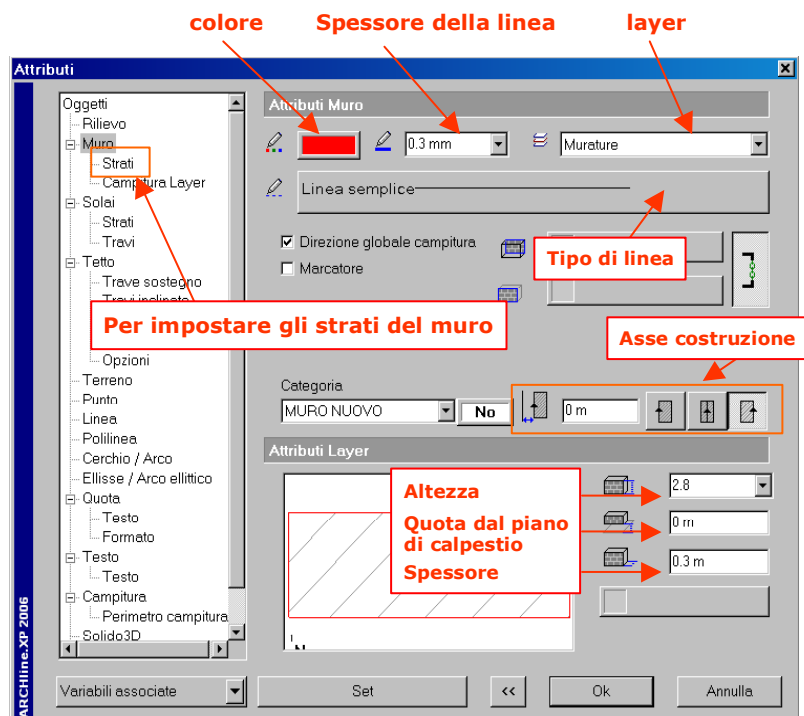 colore
Spessore della linea
layer
Attributi
Oggetti
Rilievo
Muro
Strati
Campitura Layer
Solai
Strati
Travi
Tetto
Trave sostegno
Opzioni
Terreno
Punto
Linea
Polilinea
Cerchio / Arco
Ellisse / Arco ellittico
Quota
Testo
Formato
Testo
Testo
Campitura
Perimetro campitura
Solido3D
Per impostare gli strati del muro
Attributi Muro
0.3 mm
Murature
Linea semplice
Direzione globale campitura
Marcatore
Tipo di linea
Asse costruzione
Categoria
MURO NUOVO
No
0 m
Attributi Layer
Altezza
2.8
Quota dal piano
di calpestio
0 m
Spessore
0.3 m
ARCHline.XP 2006
Variabili associate
Set
<<
Ok
Annulla